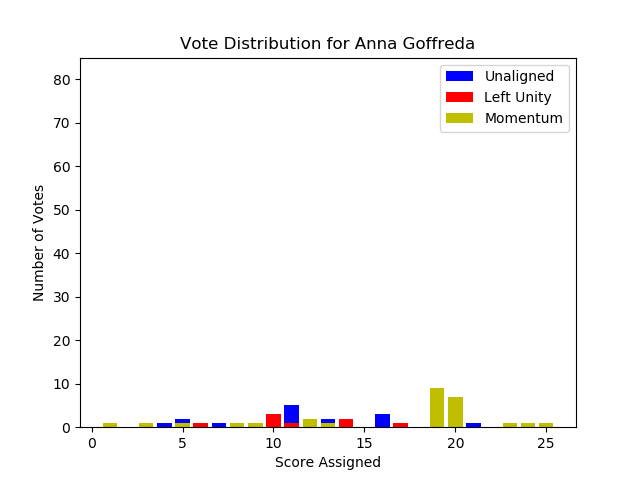 Vote Distribution for Anna Goffreda
Unaligned
Left Unity
Momentum
80
70
60
50
40
30
20
10
0
Number of Votes
0 5 10 15 20 25
Score Assigned